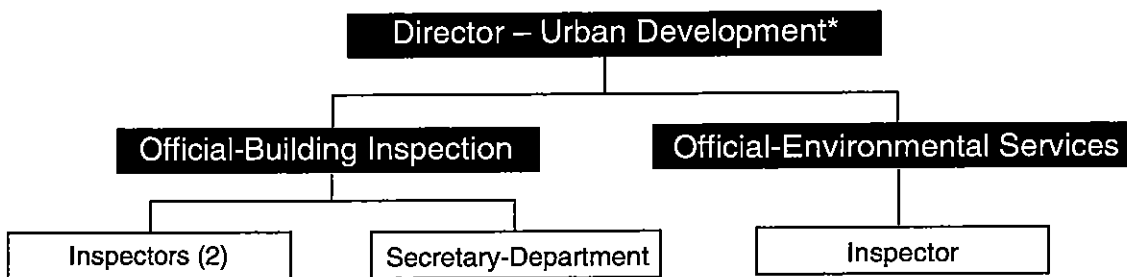 Director – Urban Development*
Official-Building Inspection
Official-Environmental Services
Inspectors (2)
Secretary-Department
Inspector